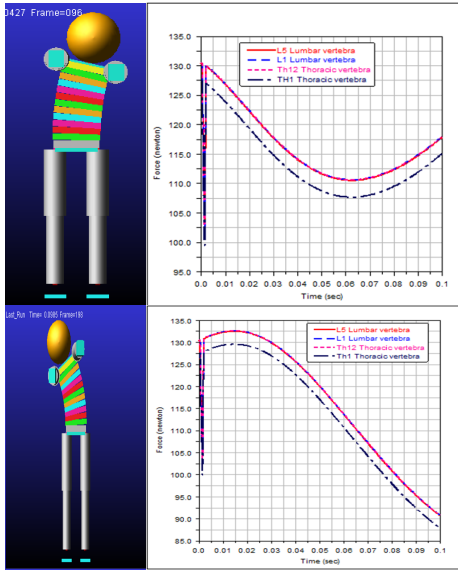 0427 Frame=096
135.0
130.0
125.0
120.0
115.0
110.0
105.0
100.0
95.0
Force (newton)
L5 Lumbar vertebra
L1 Lumbar vertebra
Th12 Thoracic vertebra
TH1 Thoracic vertebra
0.0 0.01 0.02 0.03 0.04 0.05 0.06 0.07 0.08 0.09 0.1
Time (sec)
Last_Run Time= 0.0985 Frame=198
135.0
130.0
125.0
120.0
115.0
110.0
105.0
100.0
95.0
90.0
85.0
Force (newton)
L5 Lumbar vertebra
L1 Lumbar vertebra
Th12 Thoracic vertebra
Th1 Thoracic vertebra
0.0 0.01 0.02 0.03 0.04 0.05 0.06 0.07 0.08 0.09 0.1
Time (sec)